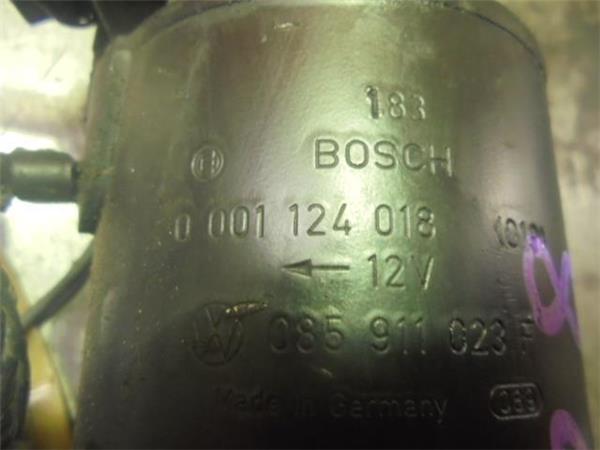 183
BOSCH
0 001 124 018
← 12V
085 911 023 F
Made in Germany